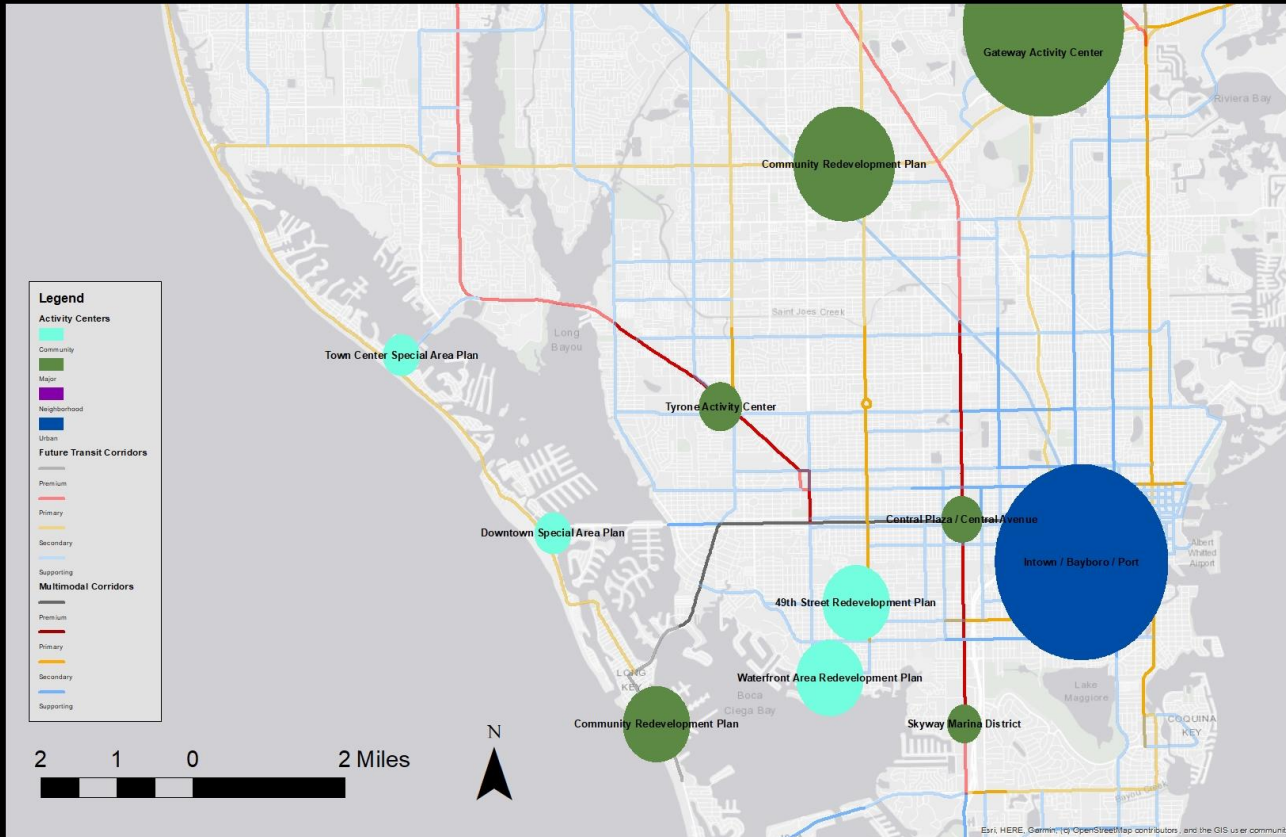 Gateway Activity Center
Riviera Bay
Community Redevelopment Plan
Saint Joes Creek
Long
Bayou
Town Center Special Area Plan
Tyrone Activity Center
Central Plaza / Central Avenue
Downtown Special Area Plan
Albert
Whitted
Airport
Intown / Bayboro / Port
49th Street Redevelopment Plan
Waterfront Area Redevelopment Plan
LONG
KEY
Boca
Ciega Bay
Lake
Maggiore
Community Redevelopment Plan
Skyway Marina District
COQUINA
KEY
Bayou Creek
Legend
Activity Centers
Community
Major
Neighborhood
Urban
Future Transit Corridors
Premium
Primary
Secondary
Supporting
Multimodal Corridors
Premium
Primary
Secondary
Supporting
2 1 0 2 Miles
N
Esri, HERE, Garmin, (c) OpenStreetMap contributors, and the GIS user communit